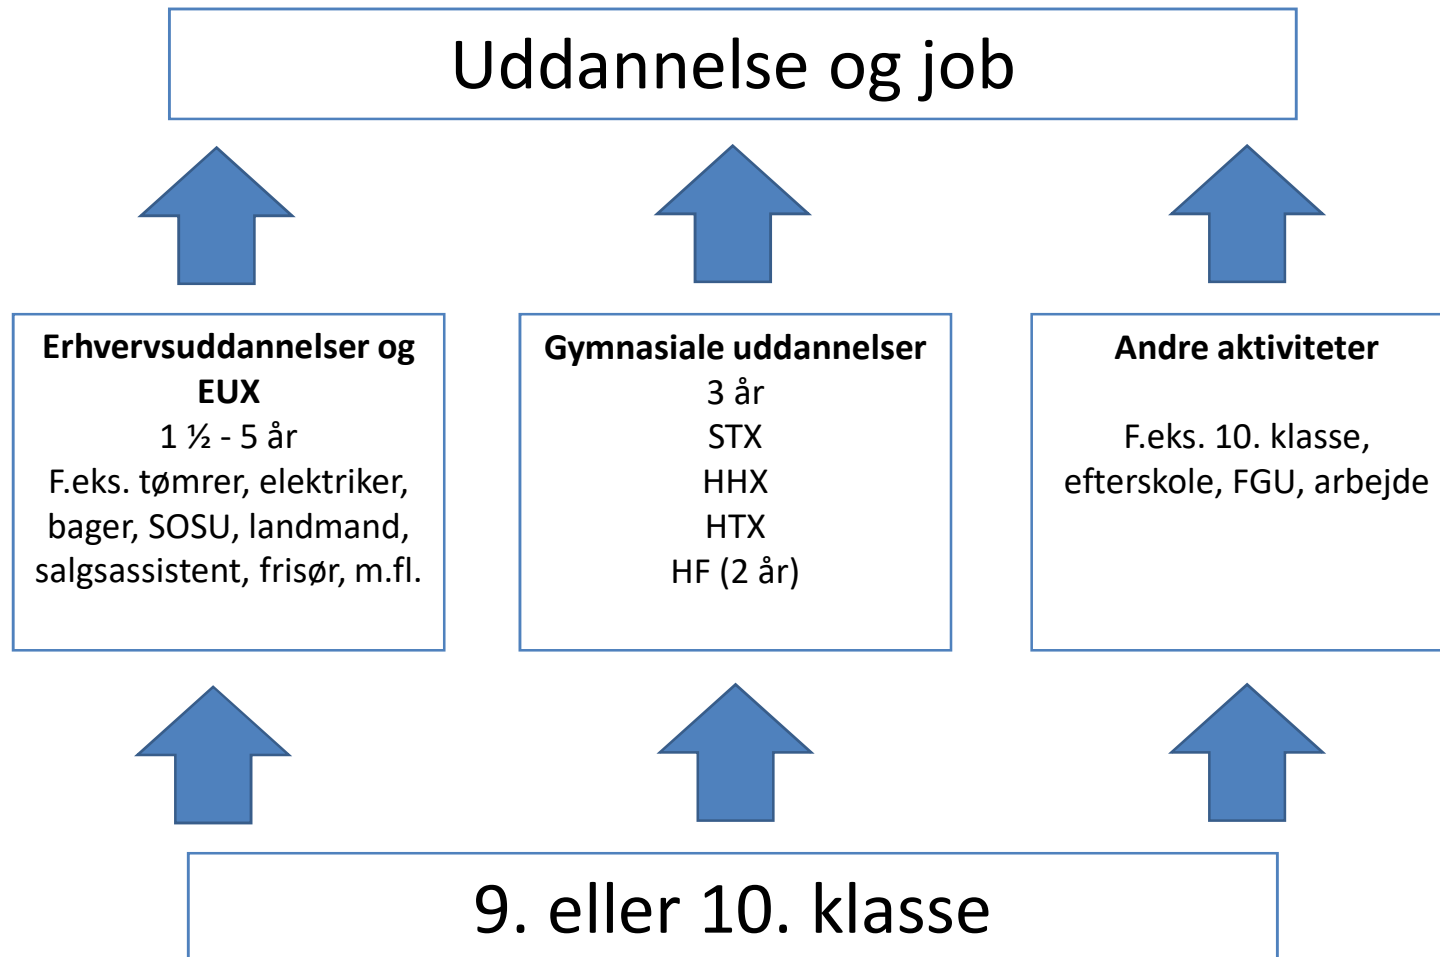 Uddannelse og job
Erhvervsuddannelser og
EUX
1 ½ - 5 år
F.eks. tømrer, elektriker,
bager, SOSU, landmand,
salgsassistent, frisør, m.fl.
Gymnasiale uddannelser
3 år
STX
HHX
HTX
HF (2 år)
Andre aktiviteter
F.eks. 10. klasse,
efterskole, FGU, arbejde
9. eller 10. klasse